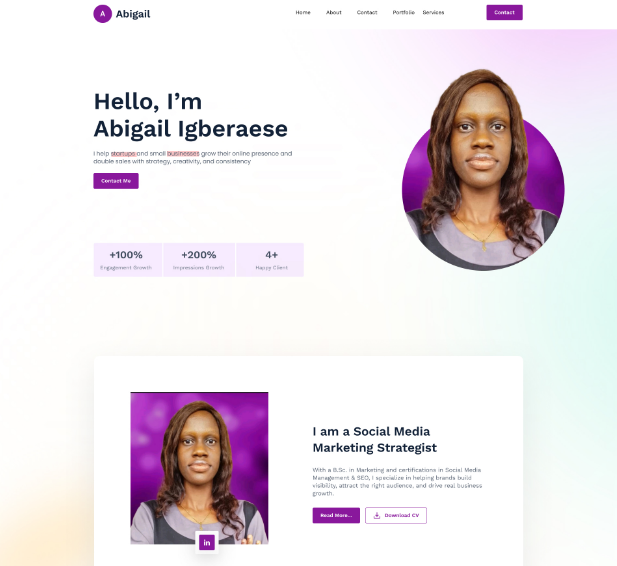 A Abigail
Home About Contact Portfolio Services
Contact
Hello, I'm
Abigail Igberaese
I help startups and small businesses grow their online presence and
double sales with strategy, creativity, and consistency
Contact Me
+100% +200% 4+
Engagement Growth Impressions Growth Happy Client
I am a Social Media
Marketing Strategist
With a B.Sc. in Marketing and certifications in Social Media
Management & SEO, I specialize in helping brands build
visibility, attract the right audience, and drive real business
growth.
Read More... Download CV
in